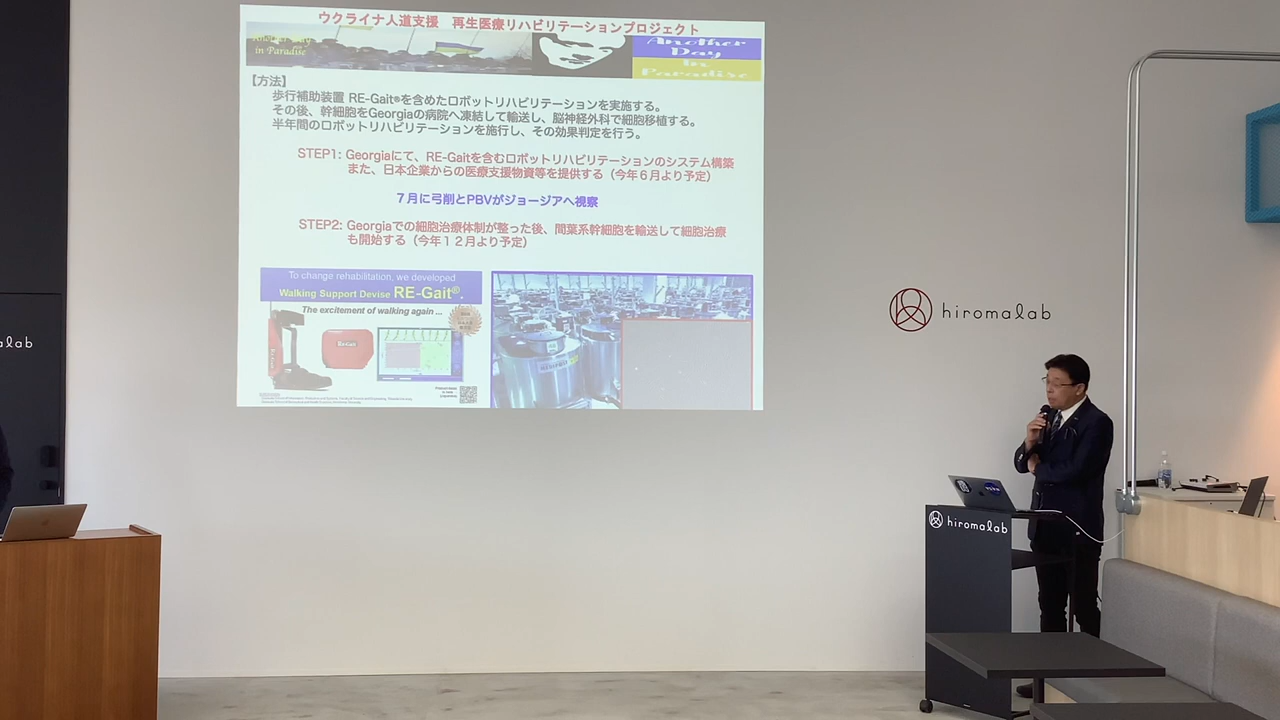 ウクライナ人道支援 再生医療リハビリテーションプロジェクト
in Paradise
Another
Day
in
Paradise
【方法】
歩行補助装置 RE-Gait®を含めたロボットリハビリテーションを実施する。
その後、幹細胞をGeorgiaの病院へ凍結して輸送し、脳神経外科で細胞移植する。
半年間のロボットリハビリテーションを施行し、その効果判定を行う。
STEP1: Georgiaにて、RE-Gaitを含むロボットリハビリテーションのシステム構築
また、日本企業からの医療支援物資等を提供する(今年6月より予定)
7月に弓削とPBVがジョージアへ視察
STEP2: Georgiaでの細胞治療体制が整った後、間葉系幹細胞を輸送して細胞治療
も開始する(今年12月より予定)
To change rehabilitation, we developed
Walking Support Devise RE-Gait®.
The excitement of walking again ...
hiromalab
alab
hiromalab